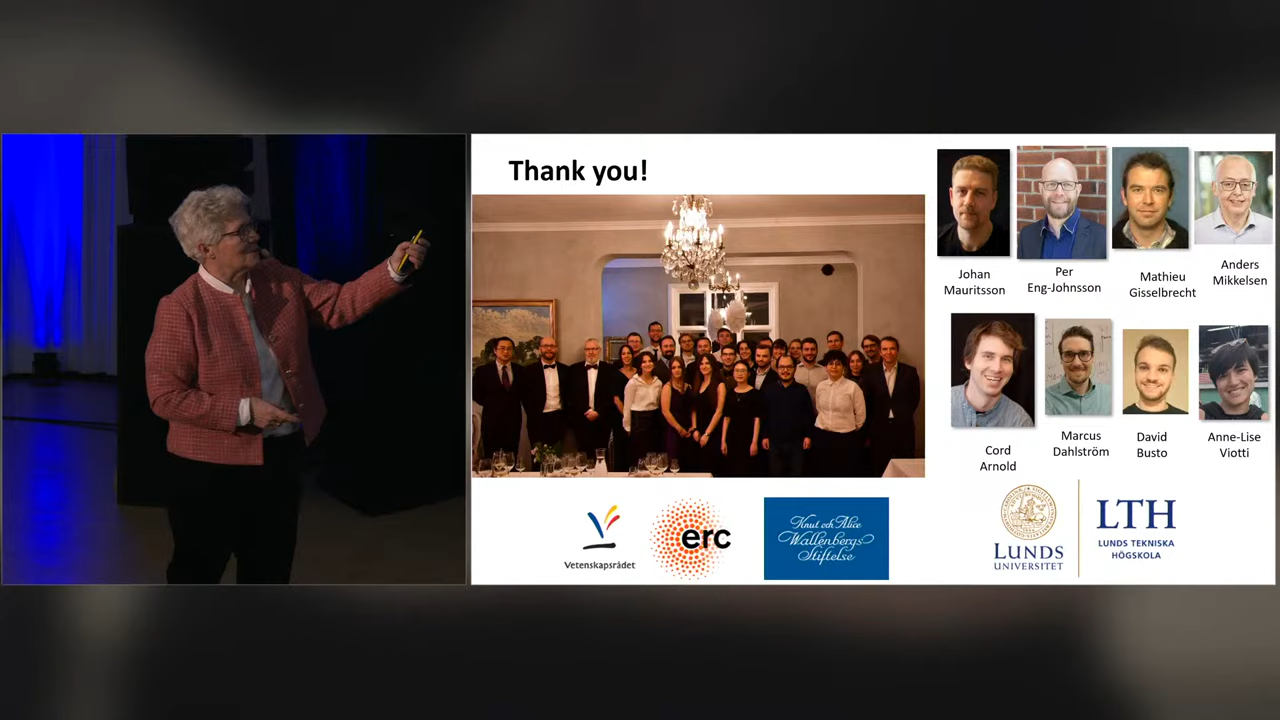 Thank you!
Johan
Mauritsson
Per
Eng-Johnsson
Mathieu
Gisselbrecht
Anders
Mikkelsen
Cord
Arnold
Marcus
Dahlström
David
Busto
Anne-Lise
Viotti
Vetenskapsrådet
erc
Knut och Alice
Wallenbergs
Stiftelse
LUNDS
UNIVERSITET
LTH
LUNDS TEKNISKA
HÖGSKOLA